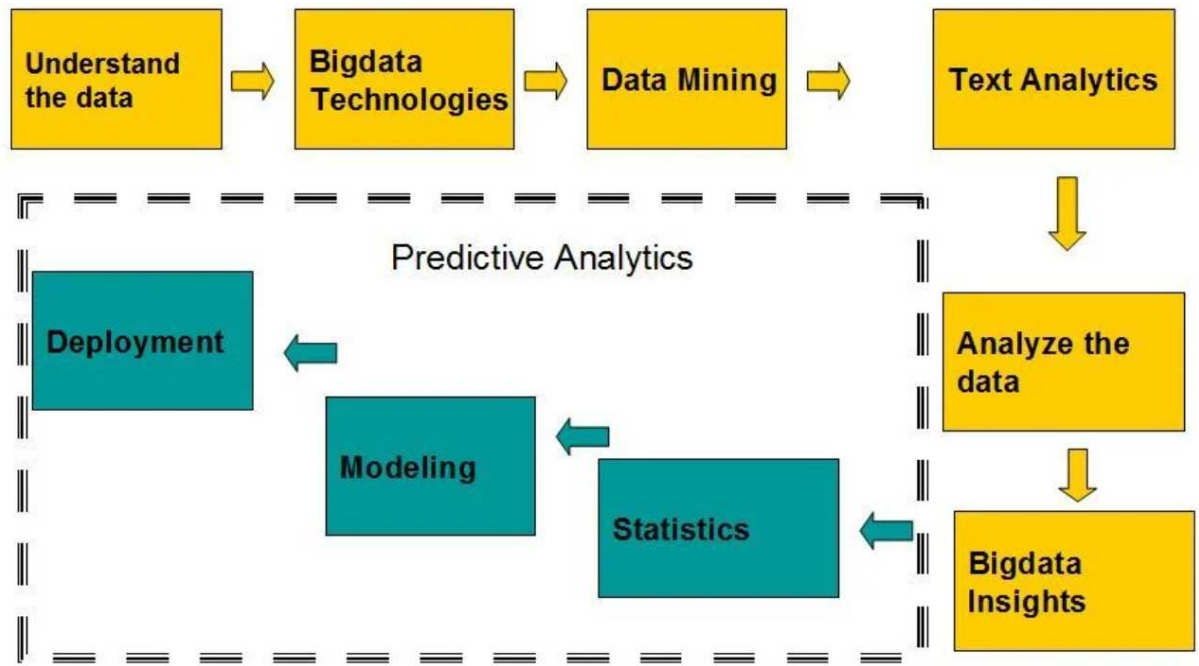 Understand
the data
Bigdata
Technologies
Data Mining
Text Analytics
Predictive Analytics
Deployment
Analyze the
data
Modeling
Statistics
Bigdata
Insights